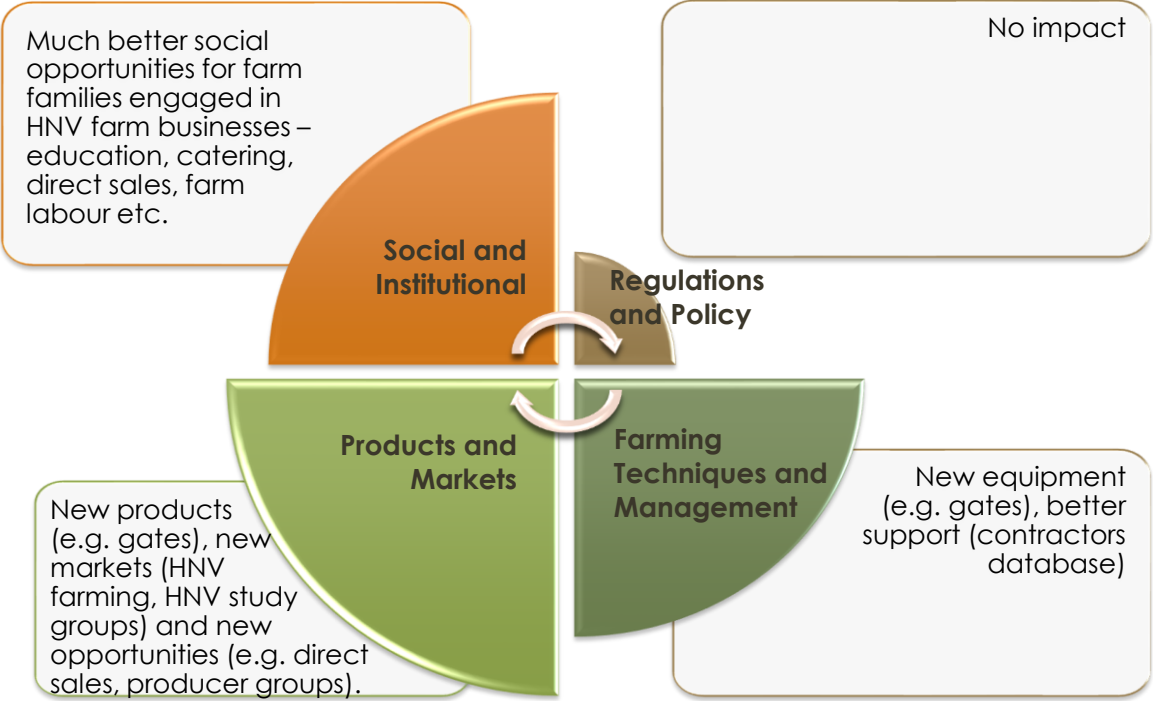 Much better social
opportunities for farm
families engaged in
HNV farm businesses –
education, catering,
direct sales, farm
labour etc.
No impact
Social and
Institutional
Regulations
and Policy
Products and
Markets
Farming
Techniques and
Management
New products
(e.g. gates), new
markets (HNV
farming, HNV study
groups) and new
opportunities (e.g. direct
sales, producer groups).
New equipment
(e.g. gates), better
support (contractors
database)